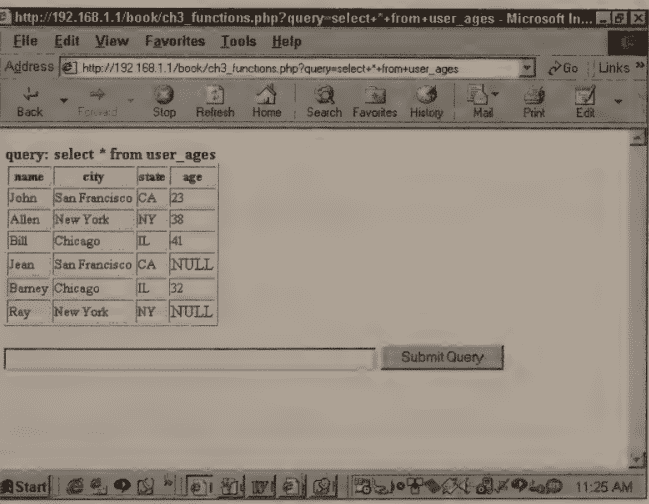 http://192.168.1.1/book/ch3_functions.php?query=select+*+from+user_ages - Microsoft In...
File Edit View Favorites Tools Help
Address http://192.168.1.1/book/ch3_functions.php?query=select+*+from+user_ages Go Links »
Back Forward Stop Refresh Home Search Favorites History Mail Print Edit
query: select * from user_ages
name city state age
John San Francisco CA 23
Allen New York NY 38
Bill Chicago IL 41
Jean San Francisco CA NULL
Barney Chicago IL 32
Ray New York NY NULL
Submit Query
Start 11:25 AM